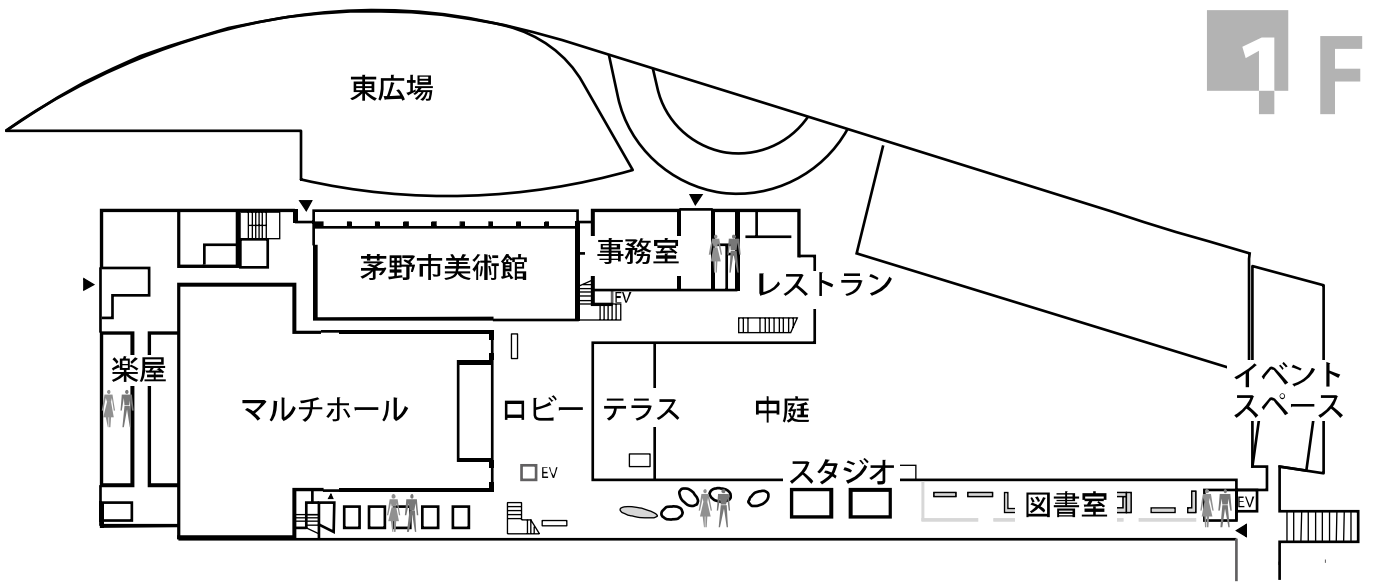 1F
東広場
茅野市美術館
事務室
レストラン
EV
楽屋
マルチホール
ロビー
テラス
中庭
イベント
スペース
EV
スタジオ
図書室
EV